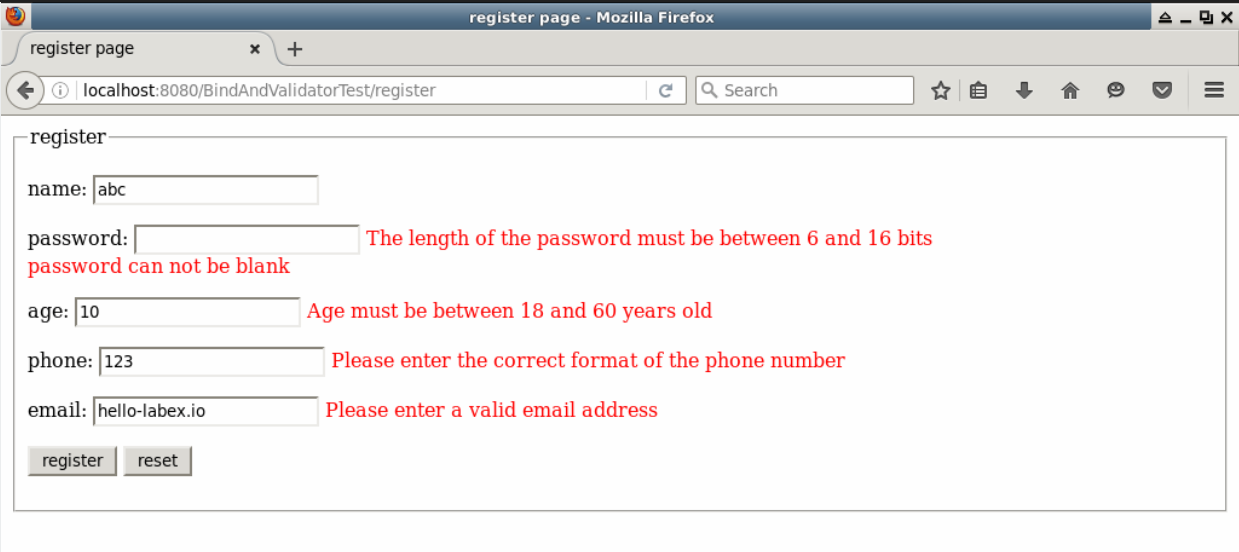 register page - Mozilla Firefox
register page
localhost:8080/BindAndValidatorTest/register
Search
register
name: abc
password: The length of the password must be between 6 and 16 bits
password can not be blank
age: 10 Age must be between 18 and 60 years old
phone: 123 Please enter the correct format of the phone number
email: hello-labex.io Please enter a valid email address
register reset